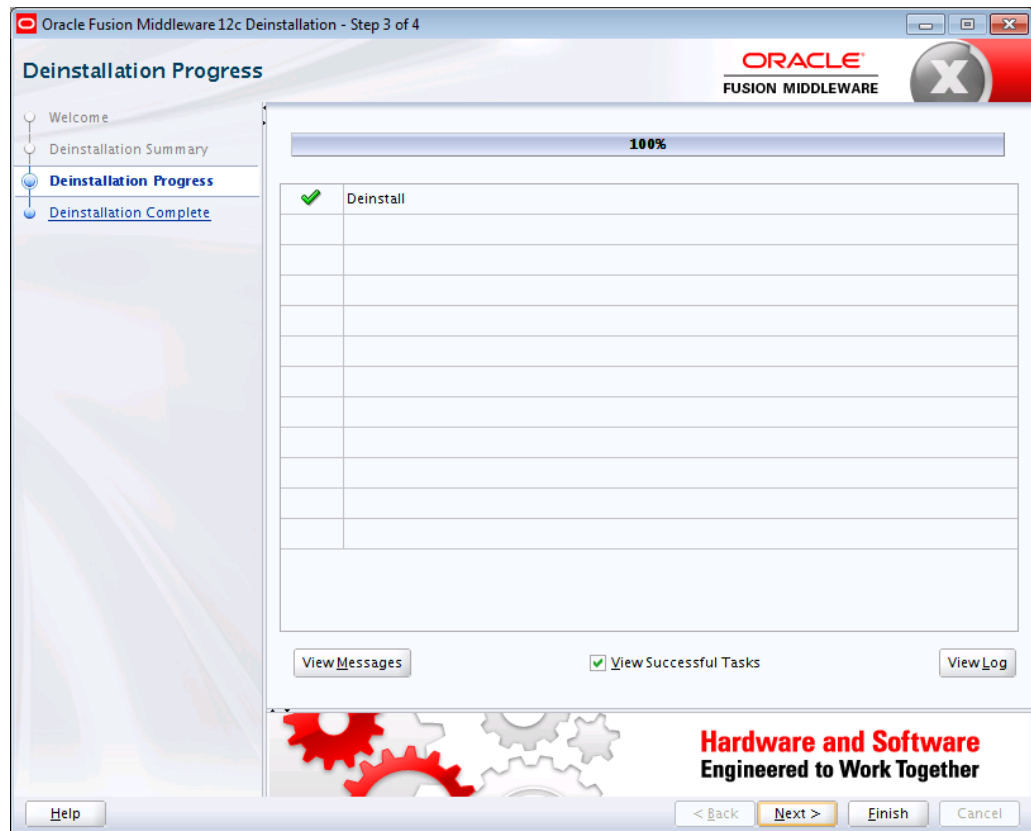 Oracle Fusion Middleware 12c Deinstallation - Step 3 of 4
Deinstallation Progress
ORACLE®
FUSION MIDDLEWARE
X
Welcome
Deinstallation Summary
Deinstallation Progress
Deinstallation Complete
100%
Deinstall
View Messages
View Successful Tasks
View Log
Hardware and Software
Engineered to Work Together
Help
< Back
Next >
Finish
Cancel